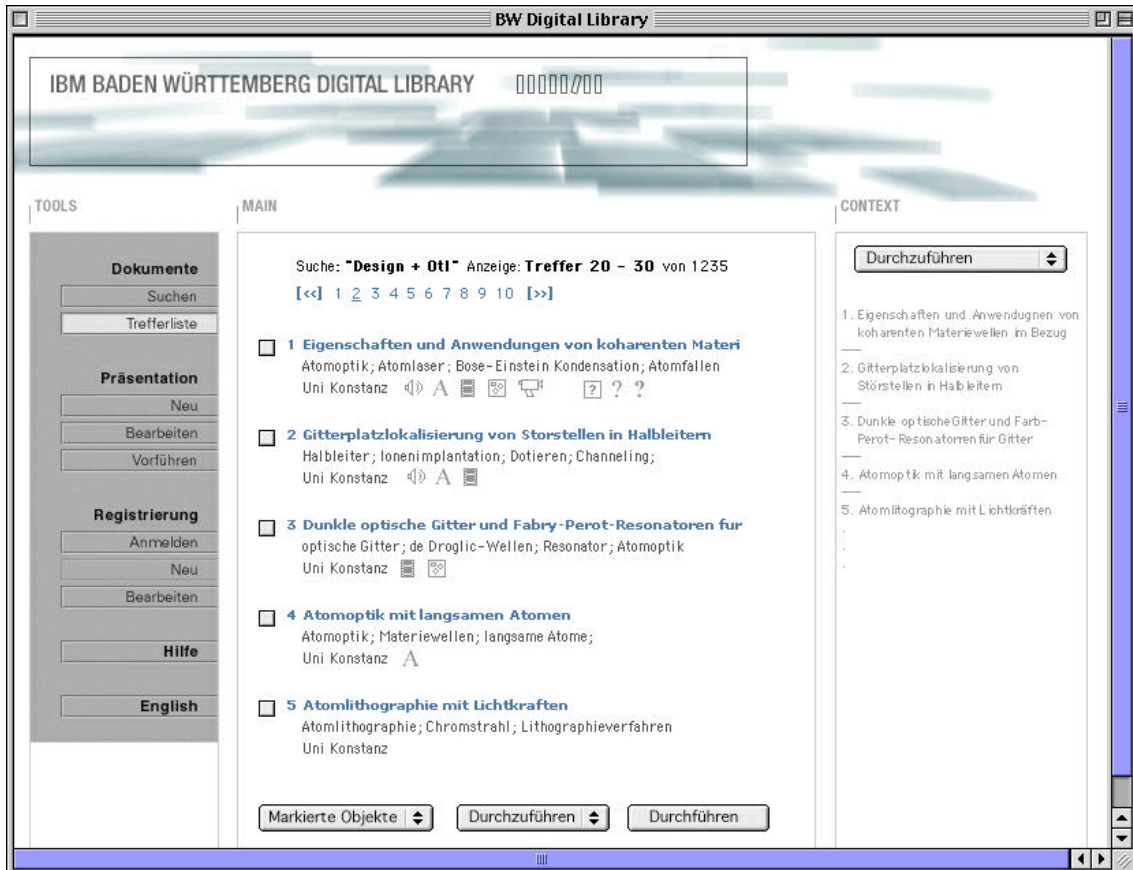 BW Digital Library
IBM BADEN WÜRTTEMBERG DIGITAL LIBRARY
TOOLS
MAIN
CONTEXT
Dokumente
Suchen
Trefferliste
Präsentation
Neu
Bearbeiten
Vorführen
Registrierung
Anmelden
Neu
Bearbeiten
Hilfe
English
Suche: "Design + Otl" Anzeige: Treffer 20 - 30 von 1235
[<<] 1 2 3 4 5 6 7 8 9 10 [>>]
1 Eigenschaften und Anwendungen von koharenten Materi
Atomoptik; Atomlaser; Bose-Einstein Kondensation; Atomfallen
Uni Konstanz A ? ? ?
2 Gitterplatzlokalisierung von Storstellen in Halbleitern
Halbleiter; Ionenimplantation; Dotieren; Channeling;
Uni Konstanz A
3 Dunkle optische Gitter und Fabry-Perot-Resonatoren fur
optische Gitter; de Droglic-Wellen; Resonator; Atomoptik
Uni Konstanz
4 Atomoptik mit langsamen Atomen
Atomoptik; Materiewellen; langsame Atome;
Uni Konstanz A
5 Atomlithographie mit Lichtkraften
Atomlithographie; Chromstrahl; Lithographieverfahren
Uni Konstanz
Markierte Objekte
Durchzuführen
Durchführen
Durchzuführen
1. Eigenschaften und Anwendugnen von
koharenten Materiewellen im Bezug
2. Gitterplatzlokalisierung von
Störstellen in Halbleitern
3. Dunkle optische Gitter und Farb-
Perot-Resonatorren für Gitter
4. Atomoptik mit langsamen Atomen
5. Atomlitographie mit Lichtkräften
.
.
.